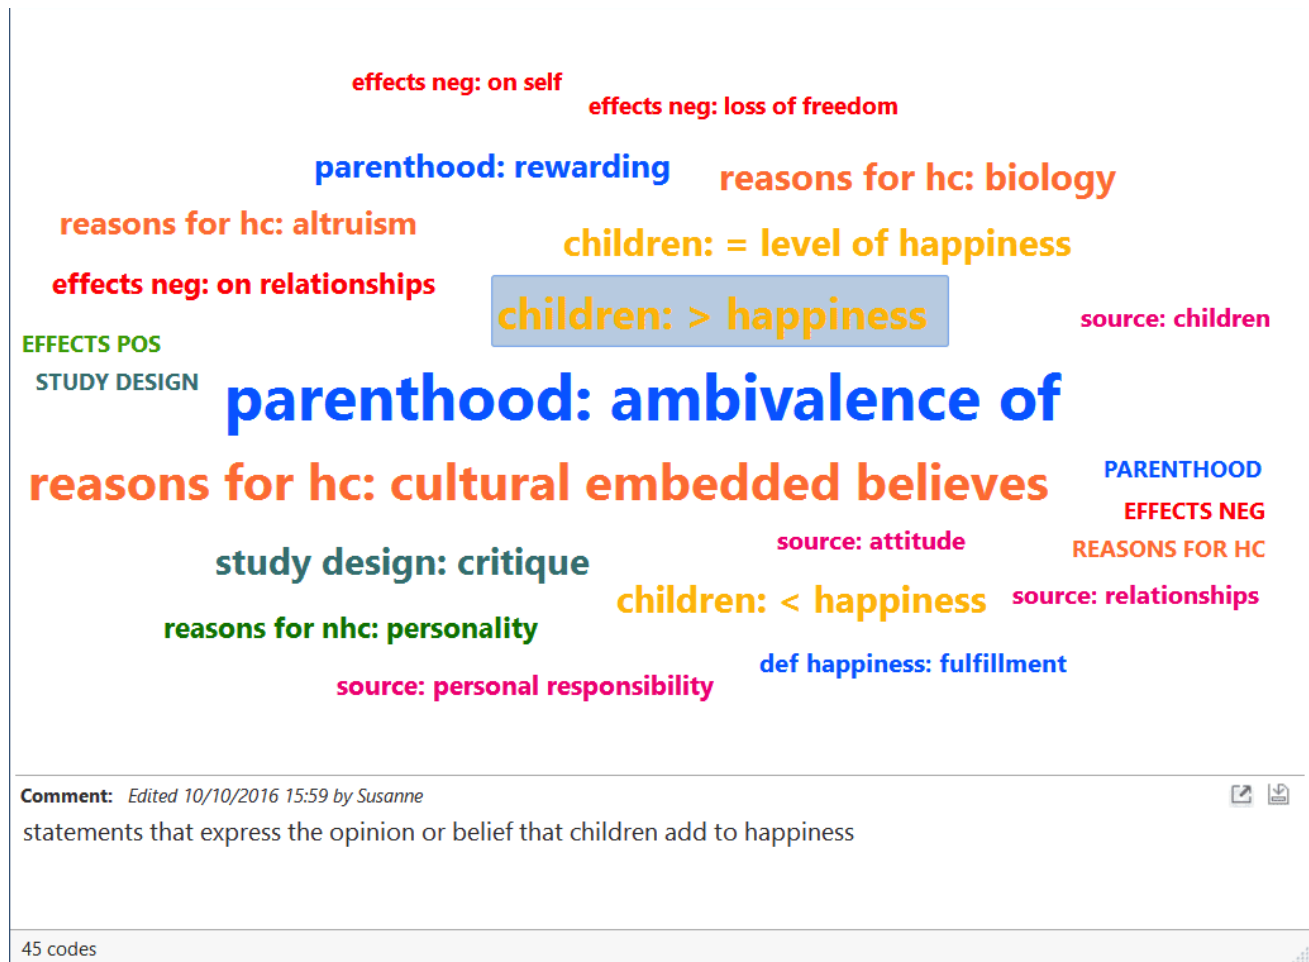 effects neg: on self
effects neg: loss of freedom
parenthood: rewarding
reasons for hc: biology
reasons for hc: altruism
children: = level of happiness
effects neg: on relationships
children: > happiness
source: children
EFFECTS POS
STUDY DESIGN
parenthood: ambivalence of
reasons for hc: cultural embedded believes
PARENTHOOD
EFFECTS NEG
source: attitude
REASONS FOR HC
study design: critique
children: < happiness
source: relationships
reasons for nhc: personality
def happiness: fulfillment
source: personal responsibility
Comment: Edited 10/10/2016 15:59 by Susanne
statements that express the opinion or belief that children add to happiness
45 codes